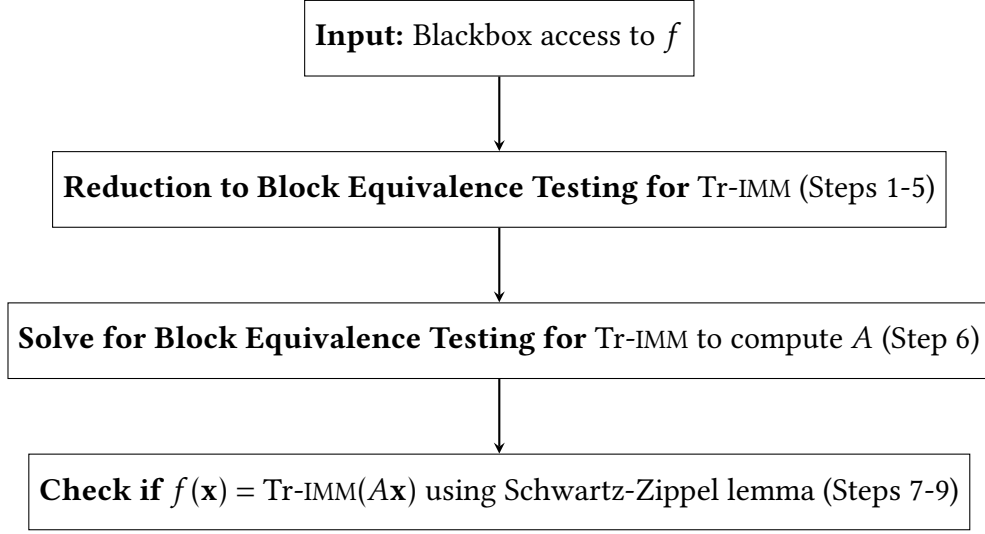 Input: Blackbox access to f
Reduction to Block Equivalence Testing for Tr-IMM (Steps 1-5)
Solve for Block Equivalence Testing for Tr-IMM to compute A (Step 6)
Check if f(x) = Tr-IMM(Ax) using Schwartz-Zippel lemma (Steps 7-9)